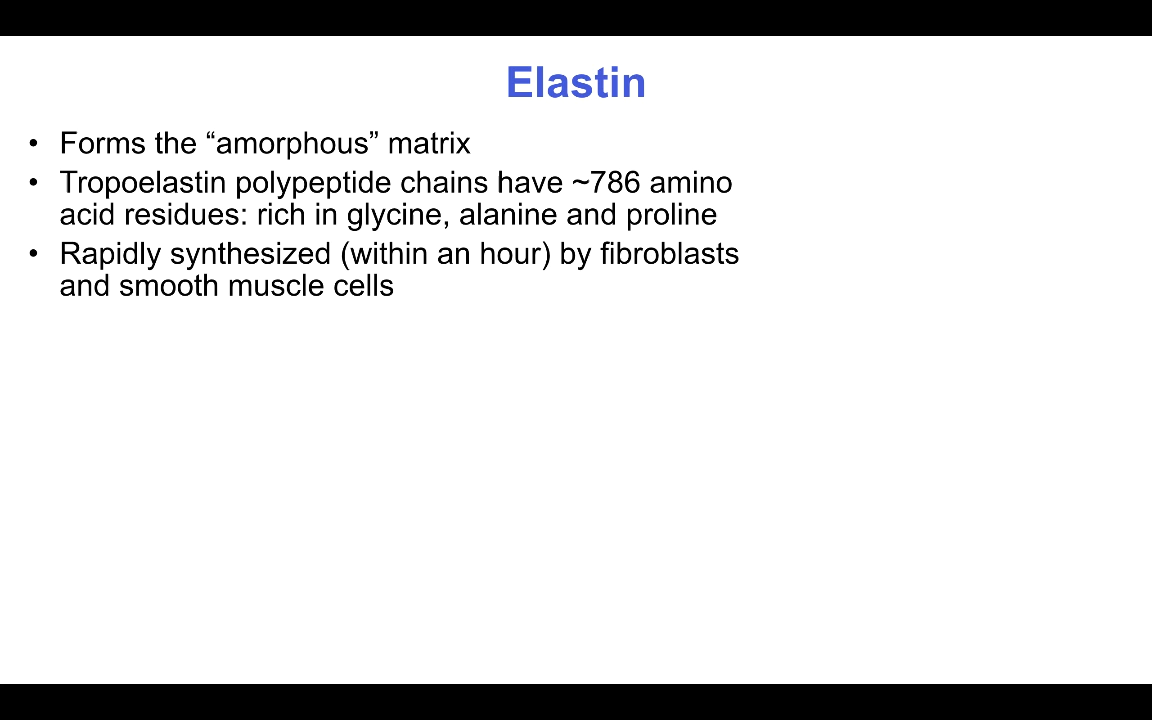 Elastin
• Forms the “amorphous” matrix
• Tropoelastin polypeptide chains have ~786 amino
acid residues: rich in glycine, alanine and proline
• Rapidly synthesized (within an hour) by fibroblasts
and smooth muscle cells